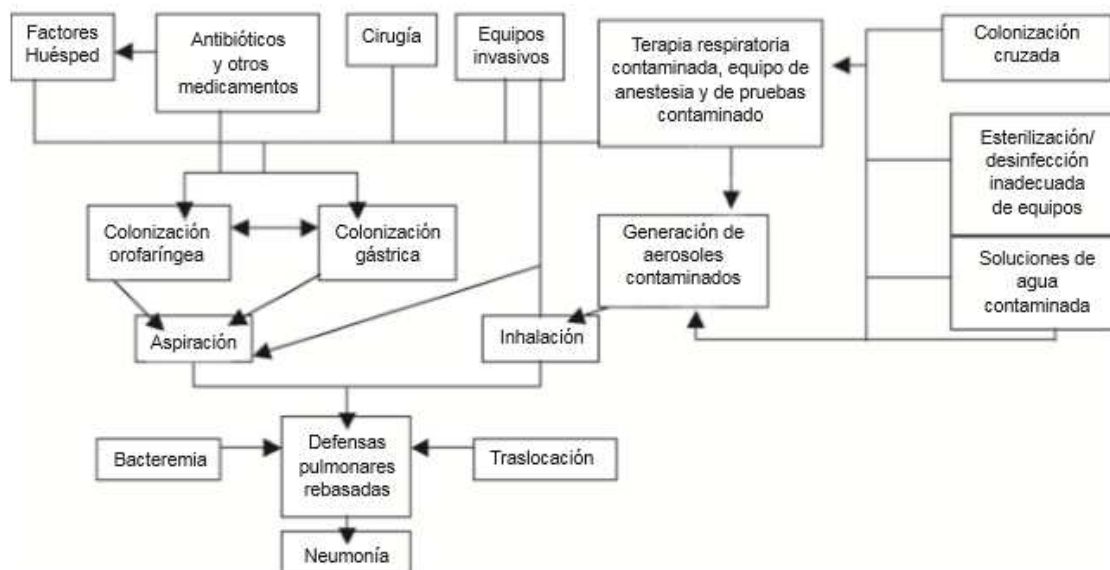 Factores
Huésped
Antibióticos
y otros
medicamentos
Cirugía
Equipos
invasivos
Terapia respiratoria
contaminada, equipo de
anestesia y de pruebas
contaminado
Colonización
cruzada
Esterilización/
desinfección
inadecuada
de equipos
Colonización
orofaríngea
Colonización
gástrica
Generación de
aerosoles
contaminados
Soluciones de
agua
contaminada
Aspiración
Inhalación
Bacteremia
Defensas
pulmonares
rebasadas
Traslocación
Neumonía